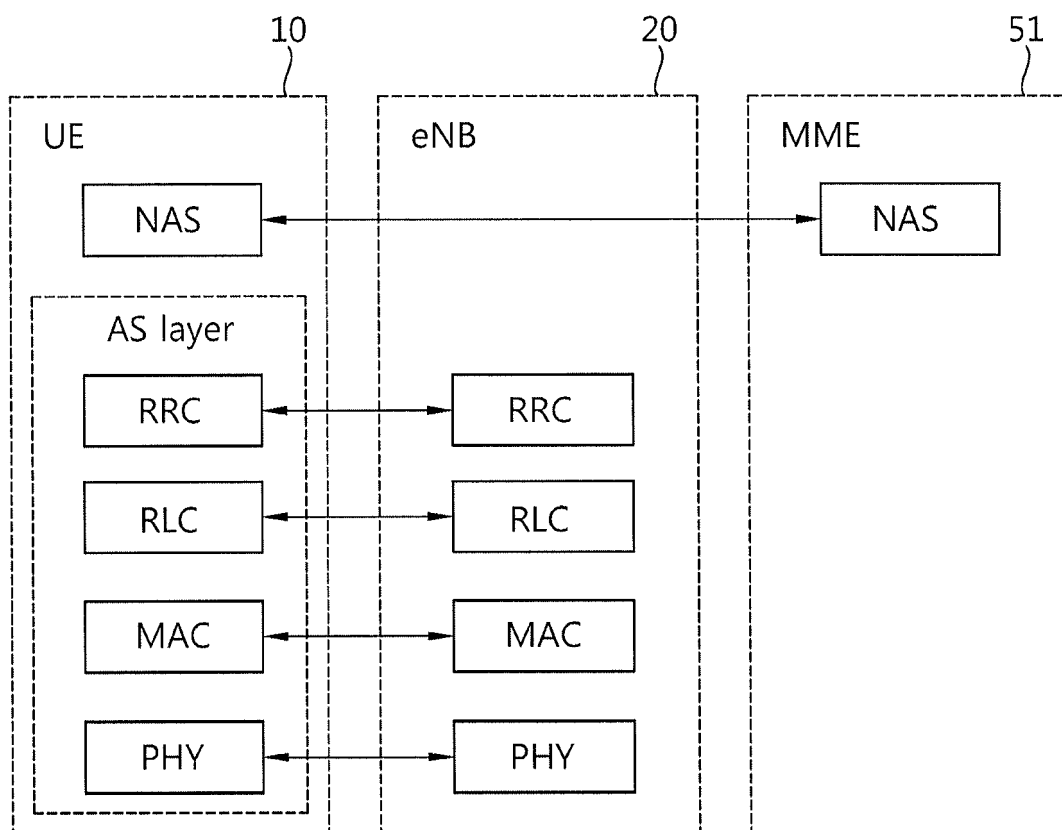 10
20
51
UE
eNB
MME
NAS
NAS
AS layer
RRC
RRC
RLC
RLC
MAC
MAC
PHY
PHY